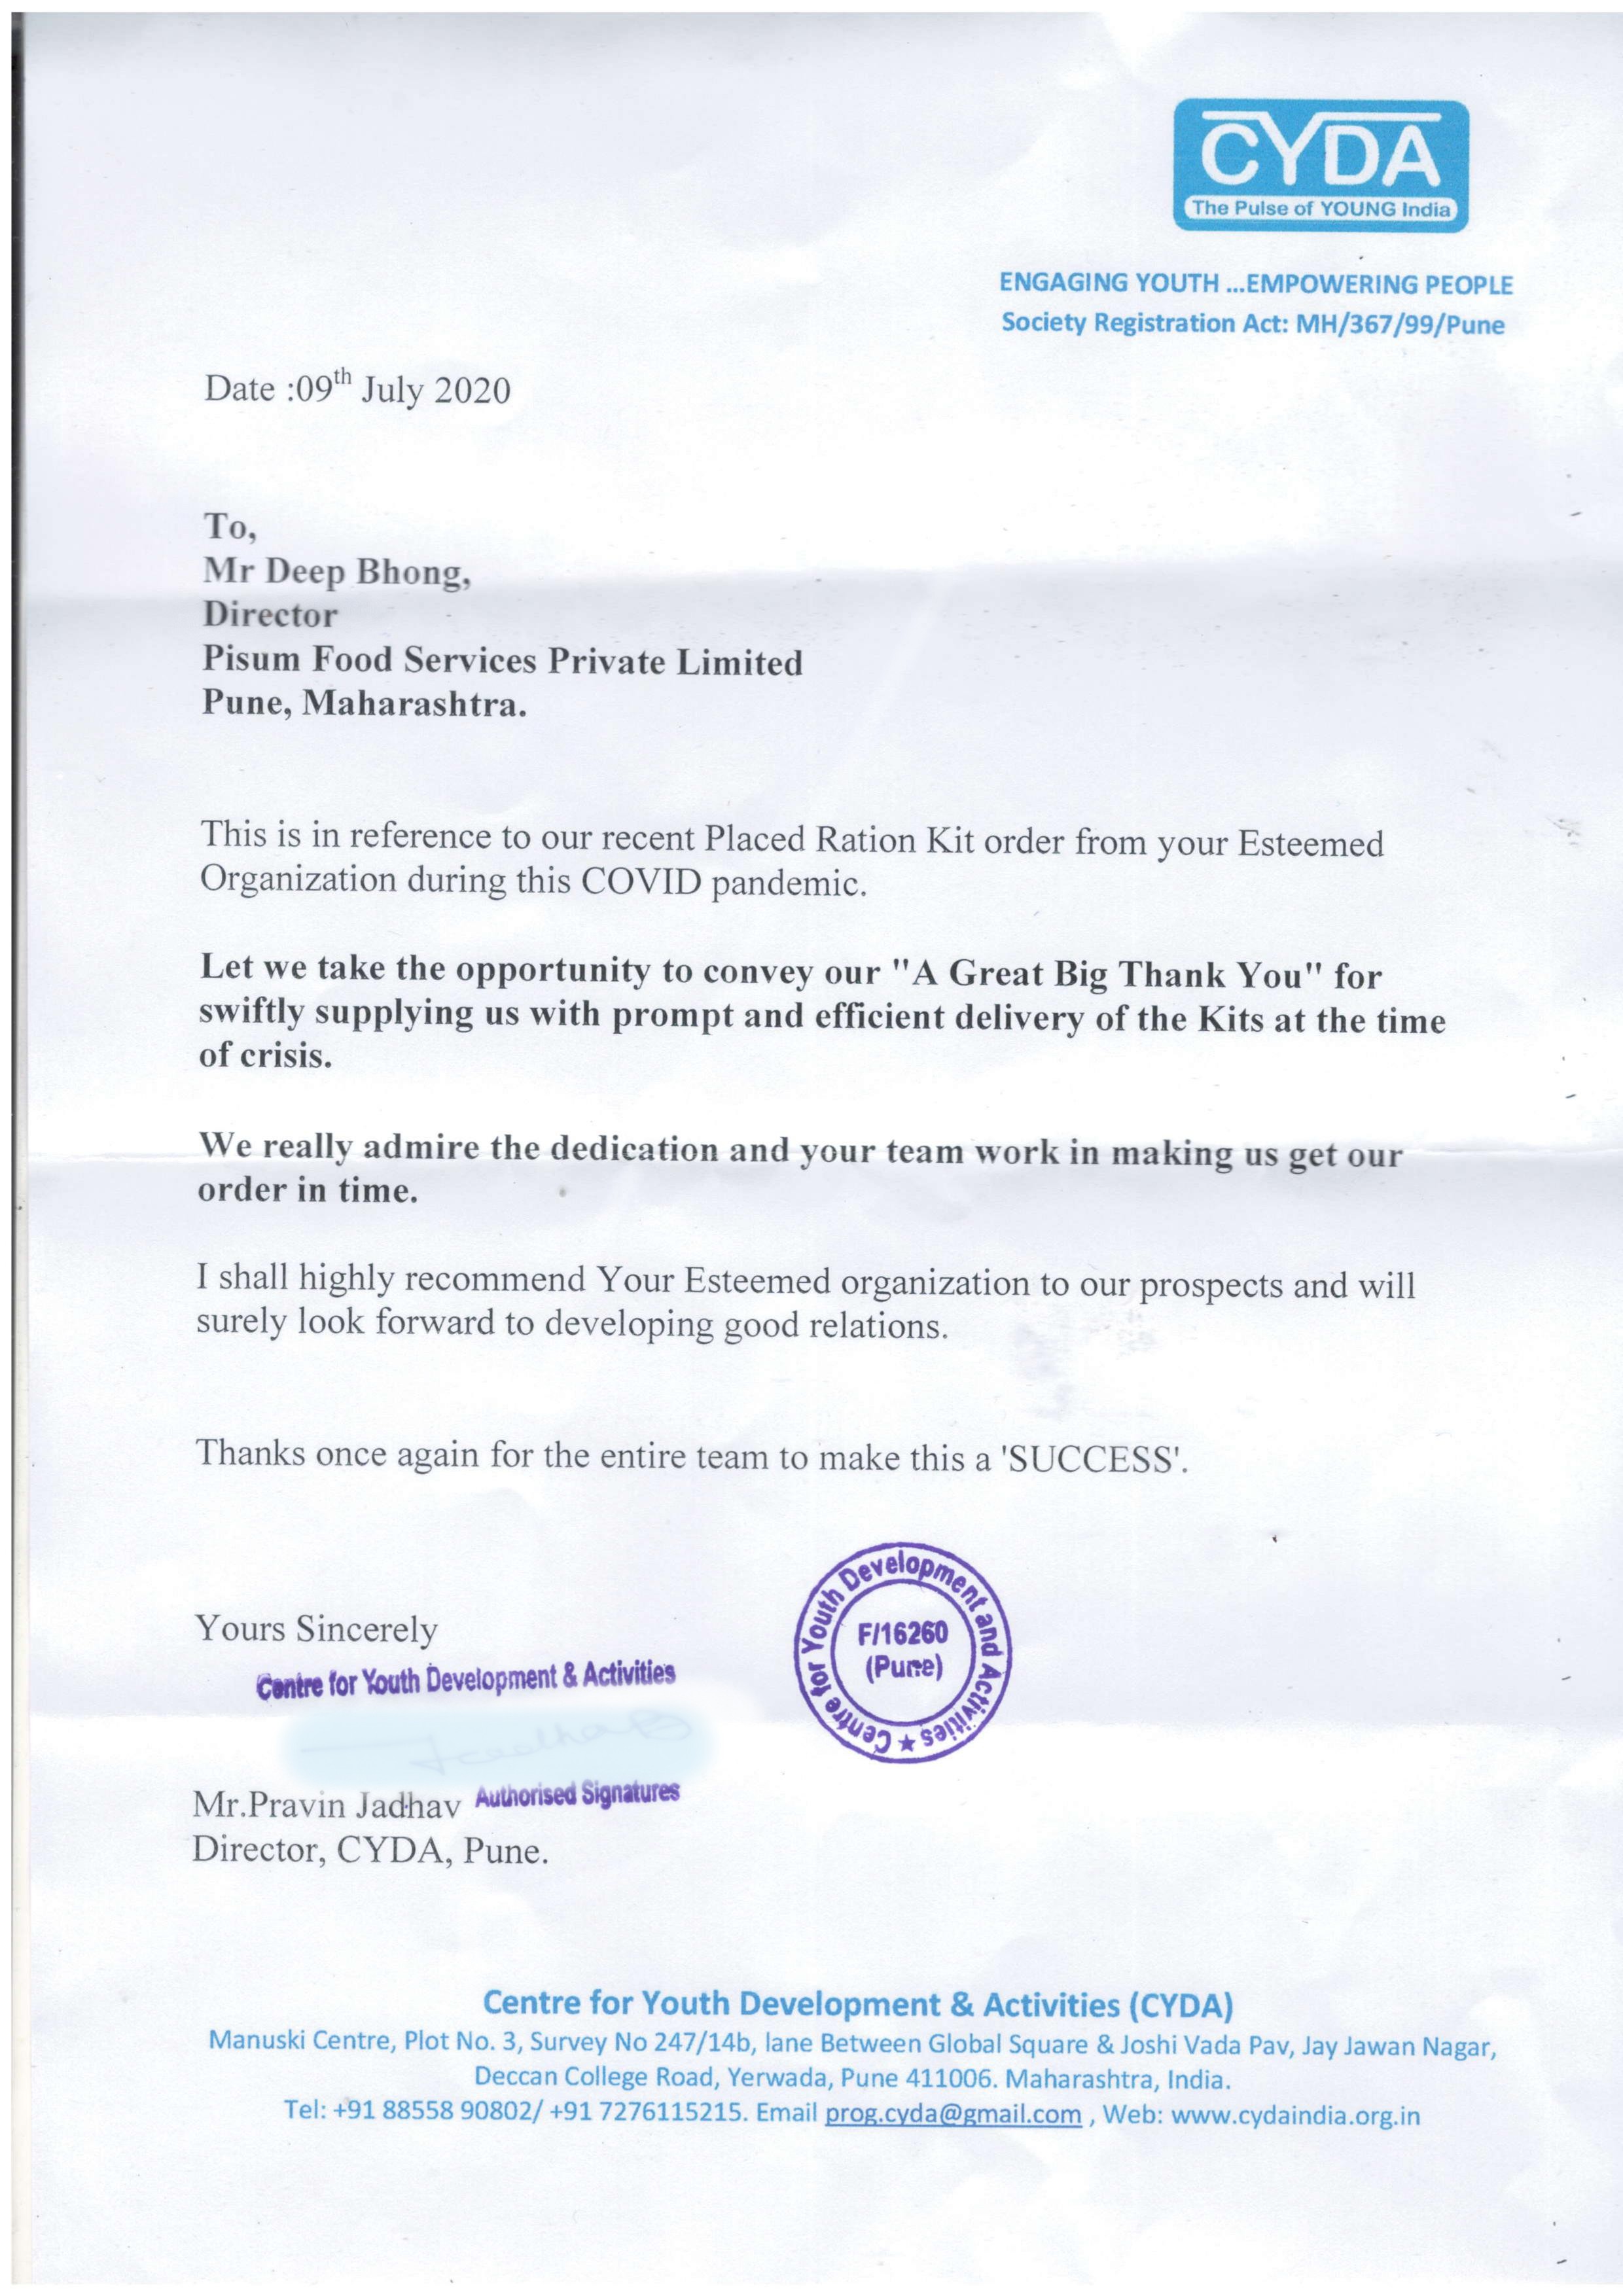 CYDA
The Pulse of YOUNG India
ENGAGING YOUTH ...EMPOWERING PEOPLE
Society Registration Act: MH/367/99/Pune
Date :09th July 2020
To,
Mr Deep Bhong,
Director
Pisum Food Services Private Limited
Pune, Maharashtra.
This is in reference to our recent Placed Ration Kit order from your Esteemed
Organization during this COVID pandemic.
Let we take the opportunity to convey our "A Great Big Thank You" for
swiftly supplying us with prompt and efficient delivery of the Kits at the time
of crisis.
We really admire the dedication and your team work in making us get our
order in time.
I shall highly recommend Your Esteemed organization to our prospects and will
surely look forward to developing good relations.
Thanks once again for the entire team to make this a 'SUCCESS'.
Yours Sincerely
Centre for Youth Development & Activities
Centre for Youth Development and Activities ★
F/16260
(Pune)
Mr.Pravin Jadhav Authorised Signatures
Director, CYDA, Pune.
Centre for Youth Development & Activities (CYDA)
Manuski Centre, Plot No. 3, Survey No 247/14b, lane Between Global Square & Joshi Vada Pav, Jay Jawan Nagar,
Deccan College Road, Yerwada, Pune 411006. Maharashtra, India.
Tel: +91 88558 90802/ +91 7276115215. Email prog.cyda@gmail.com , Web: www.cydaindia.org.in